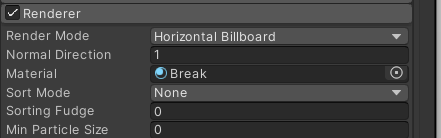 Renderer
Render Mode Horizontal Billboard
Normal Direction 1
Material Break
Sort Mode None
Sorting Fudge 0
Min Particle Size 0